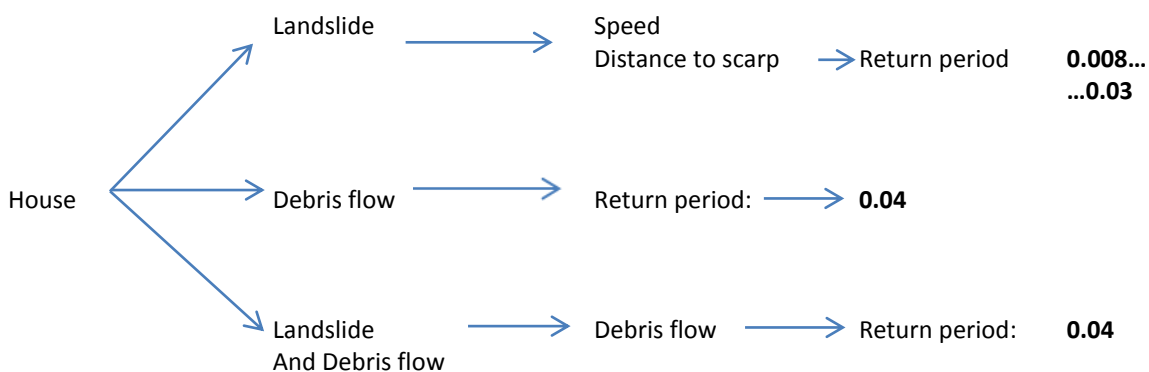 Landslide Speed
Distance to scarp Return period 0.008…
…0.03
House Debris flow Return period: 0.04
Landslide Debris flow Return period: 0.04
And Debris flow